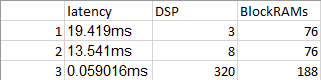 latency DSP BlockRAMs
1 19.419ms 3 76
2 13.541ms 8 76
3 0.059016ms 320 188